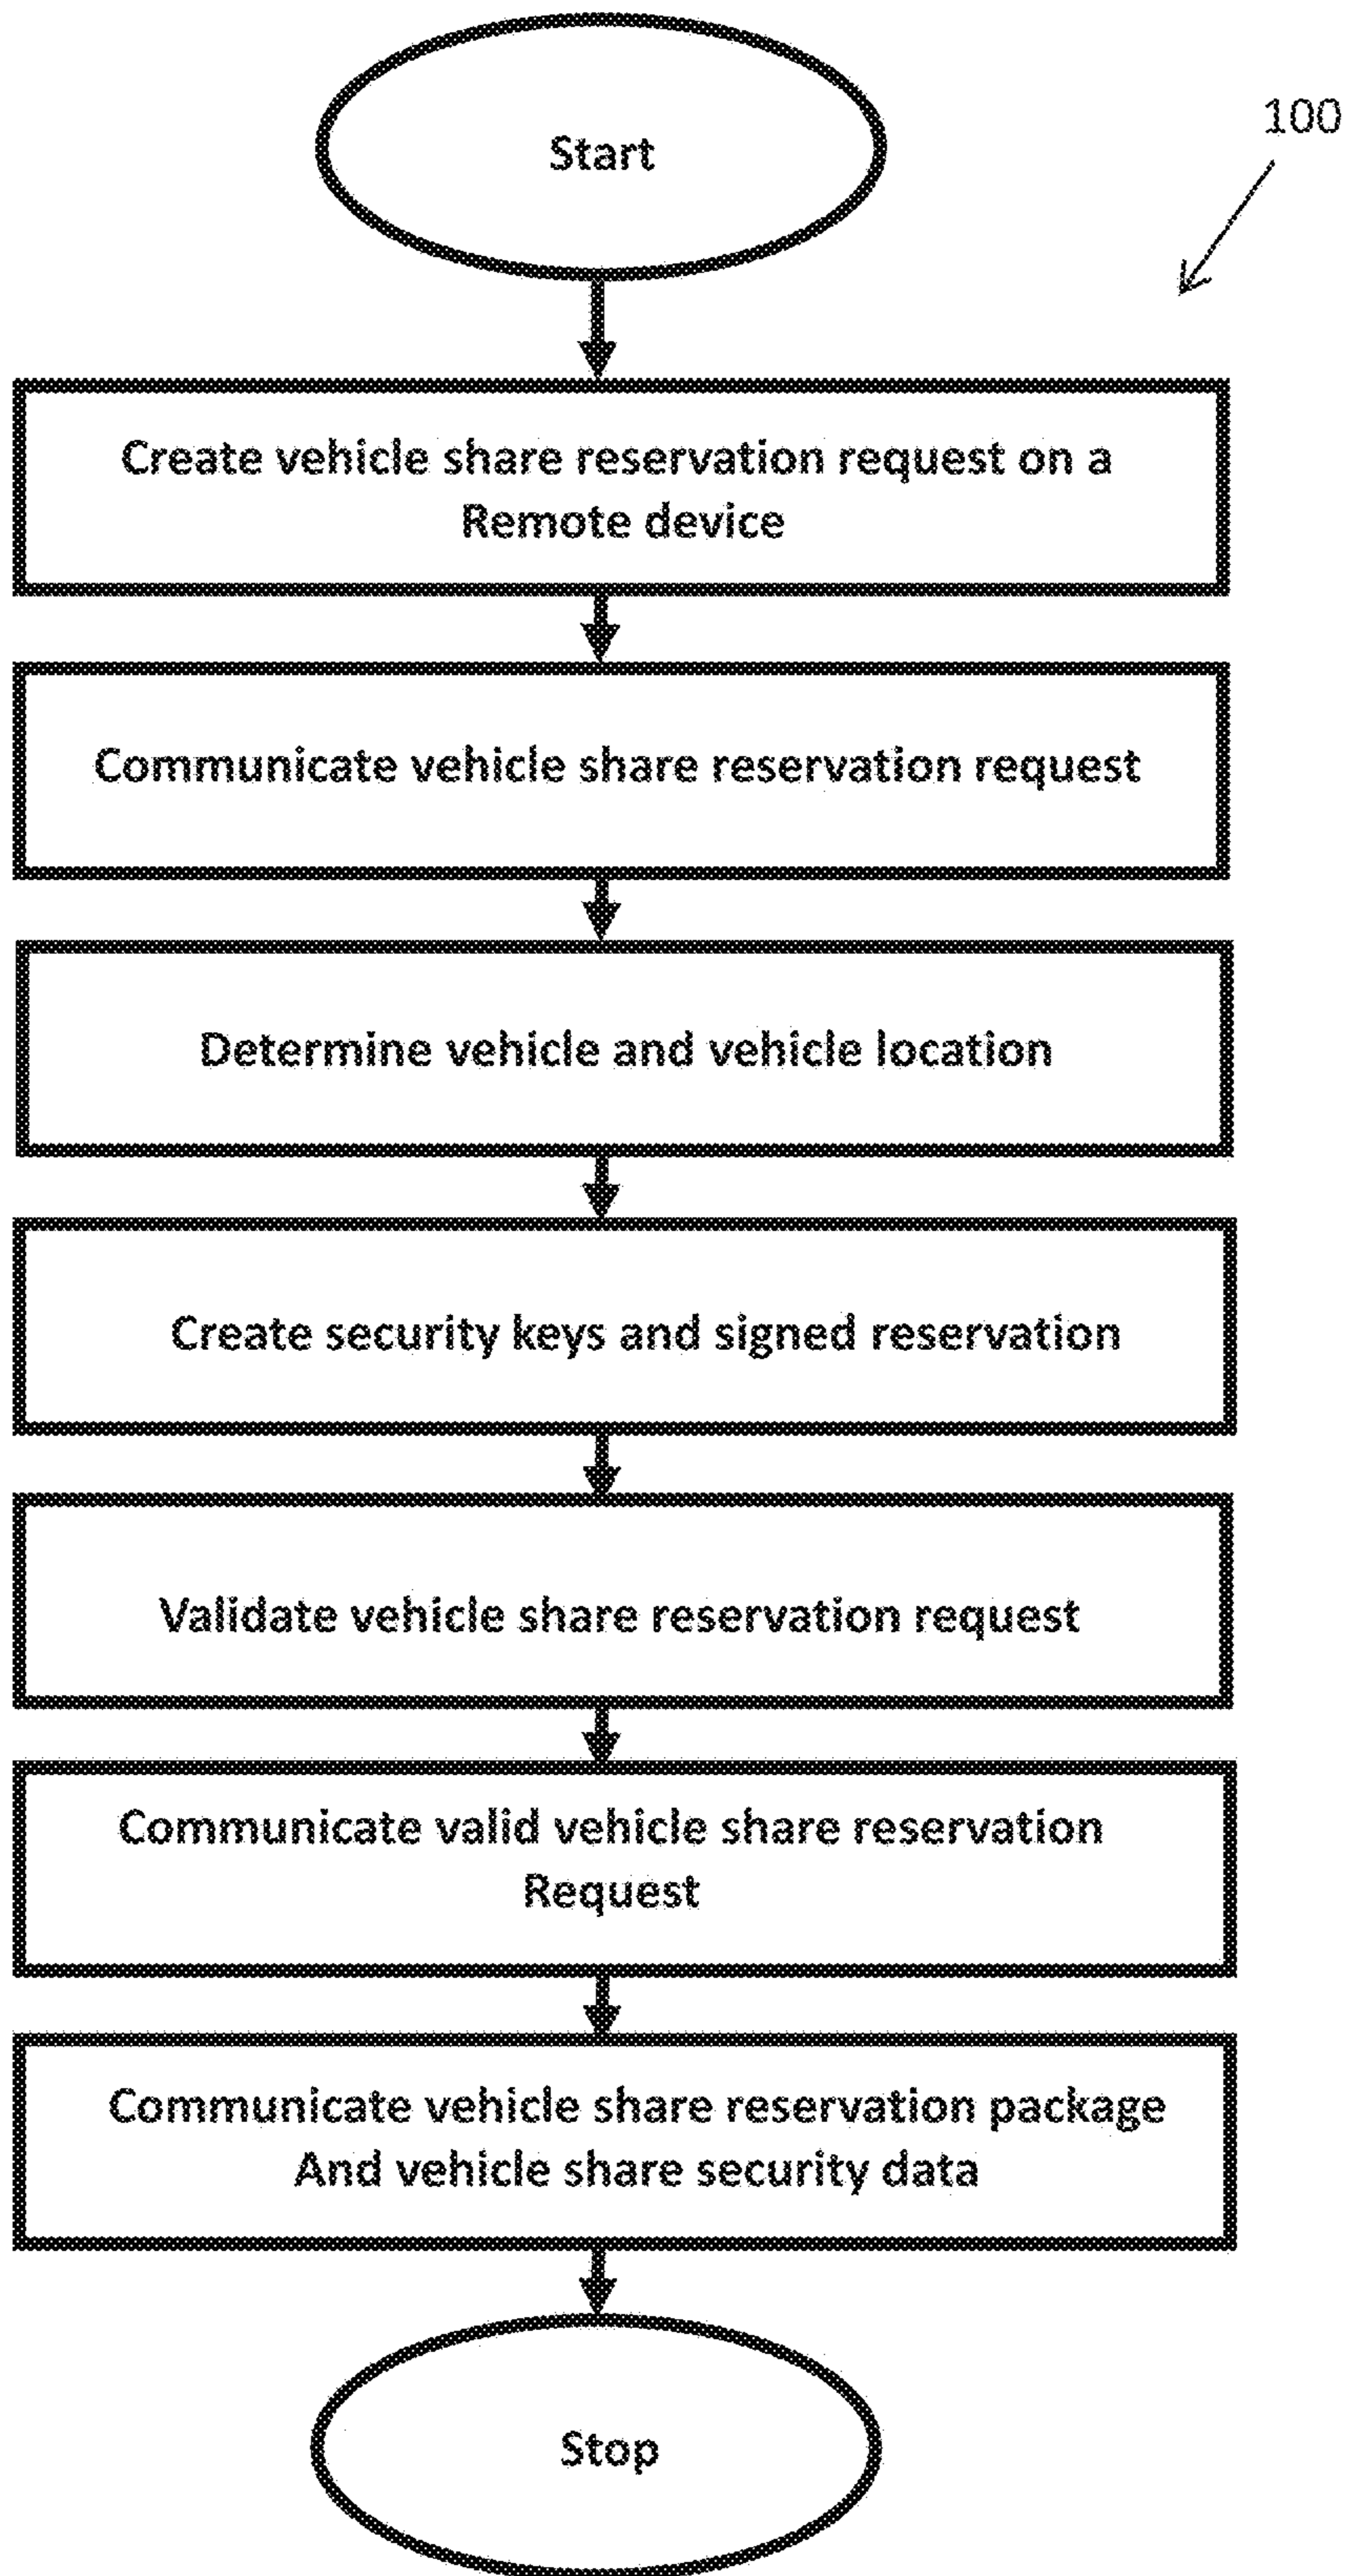 Start
100
Create vehicle share reservation request on a
Remote device
Communicate vehicle share reservation request
Determine vehicle and vehicle location
Create security keys and signed reservation
Validate vehicle share reservation request
Communicate valid vehicle share reservation
Request
Communicate vehicle share reservation package
And vehicle share security data
Stop